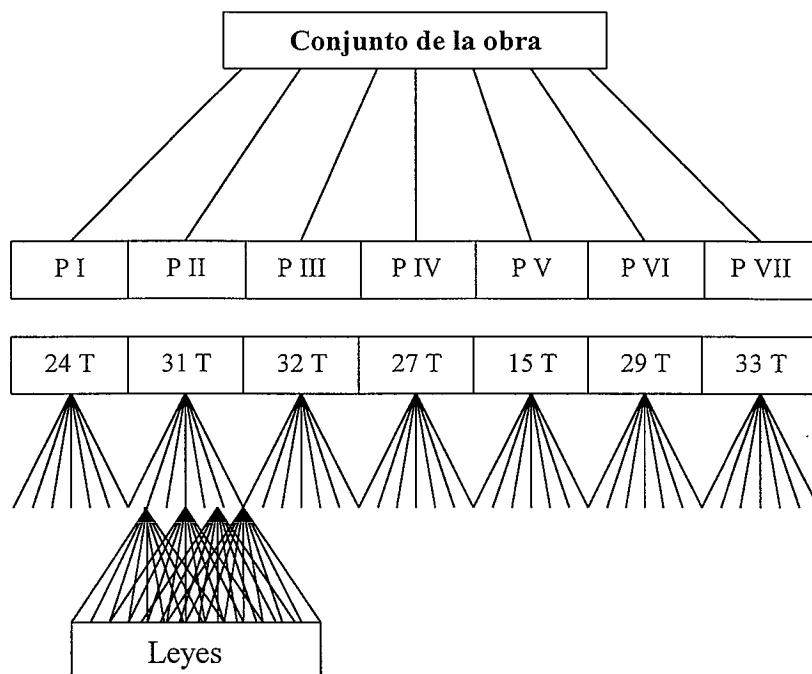 Conjunto de la obra
P I P II P III P IV P V P VI P VII
24 T 31 T 32 T 27 T 15 T 29 T 33 T
Leyes